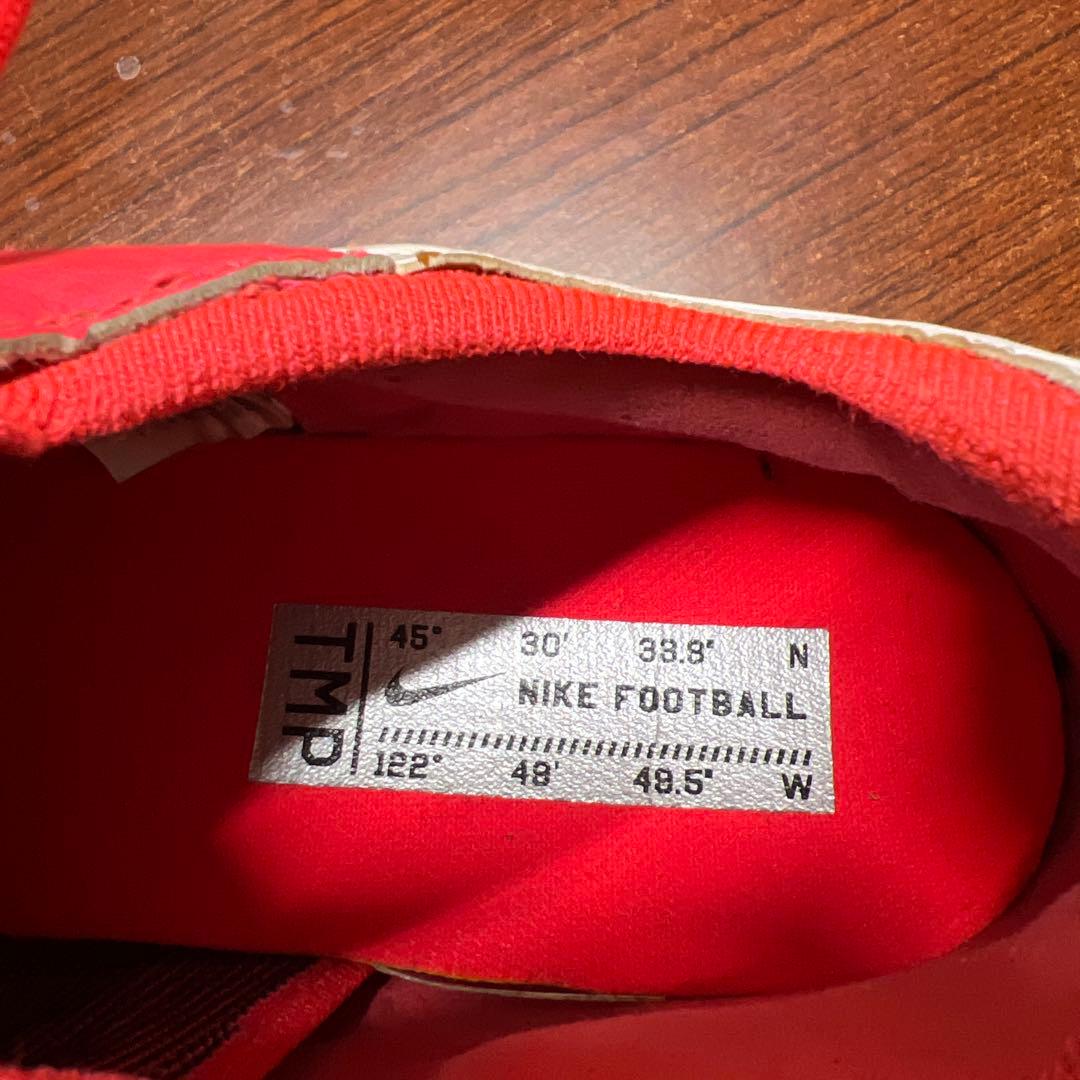 TMP
45° 30' 33.8" N
NIKE FOOTBALL
122° 48' 49.5" W